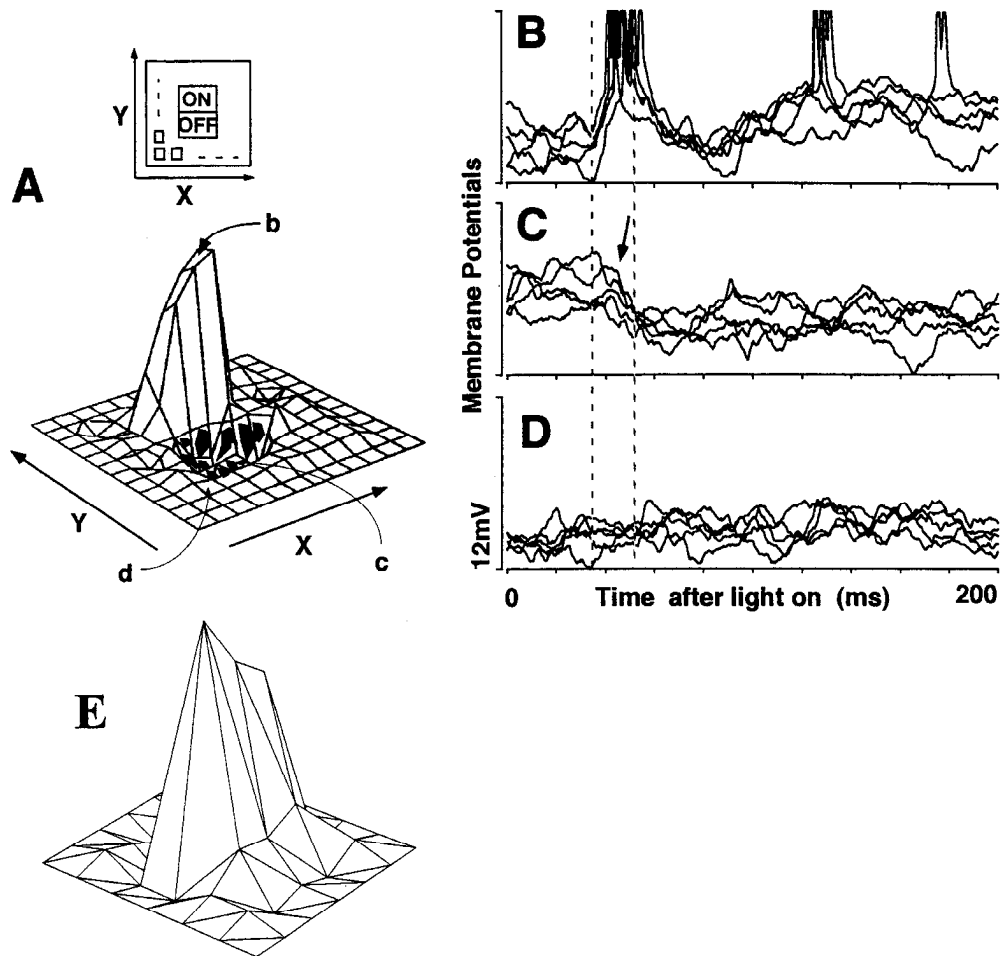 A
Y
ON
OFF
X
b
Y
X
d
c
B
C
D
Membrane Potentials
12mV
0
Time after light on (ms)
200
E